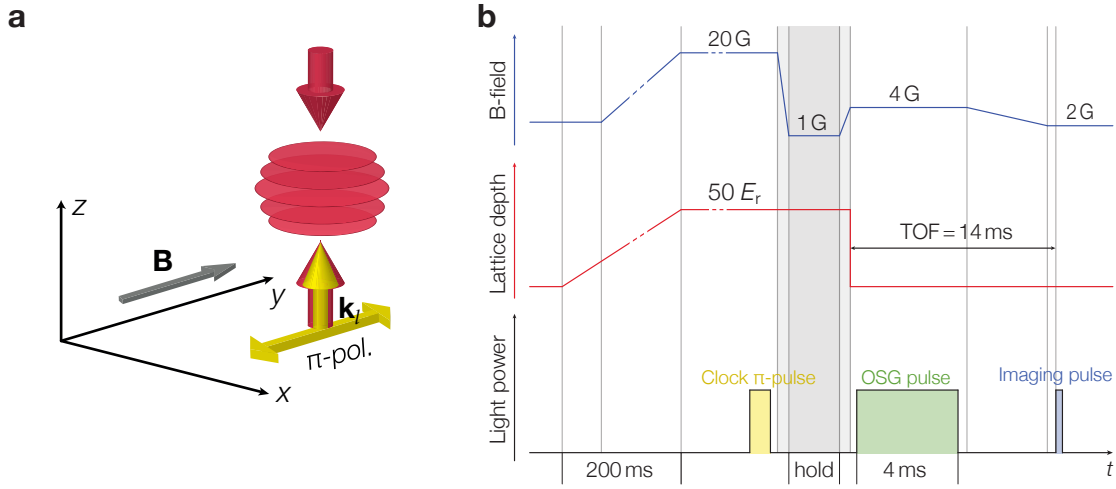 a
z
B
y
x
k_l
π-pol.
b
B-field
20 G
1 G
4 G
2 G
Lattice depth
50 E_r
TOF = 14 ms
Light power
Clock π-pulse
OSG pulse
Imaging pulse
200 ms
hold
4 ms
t